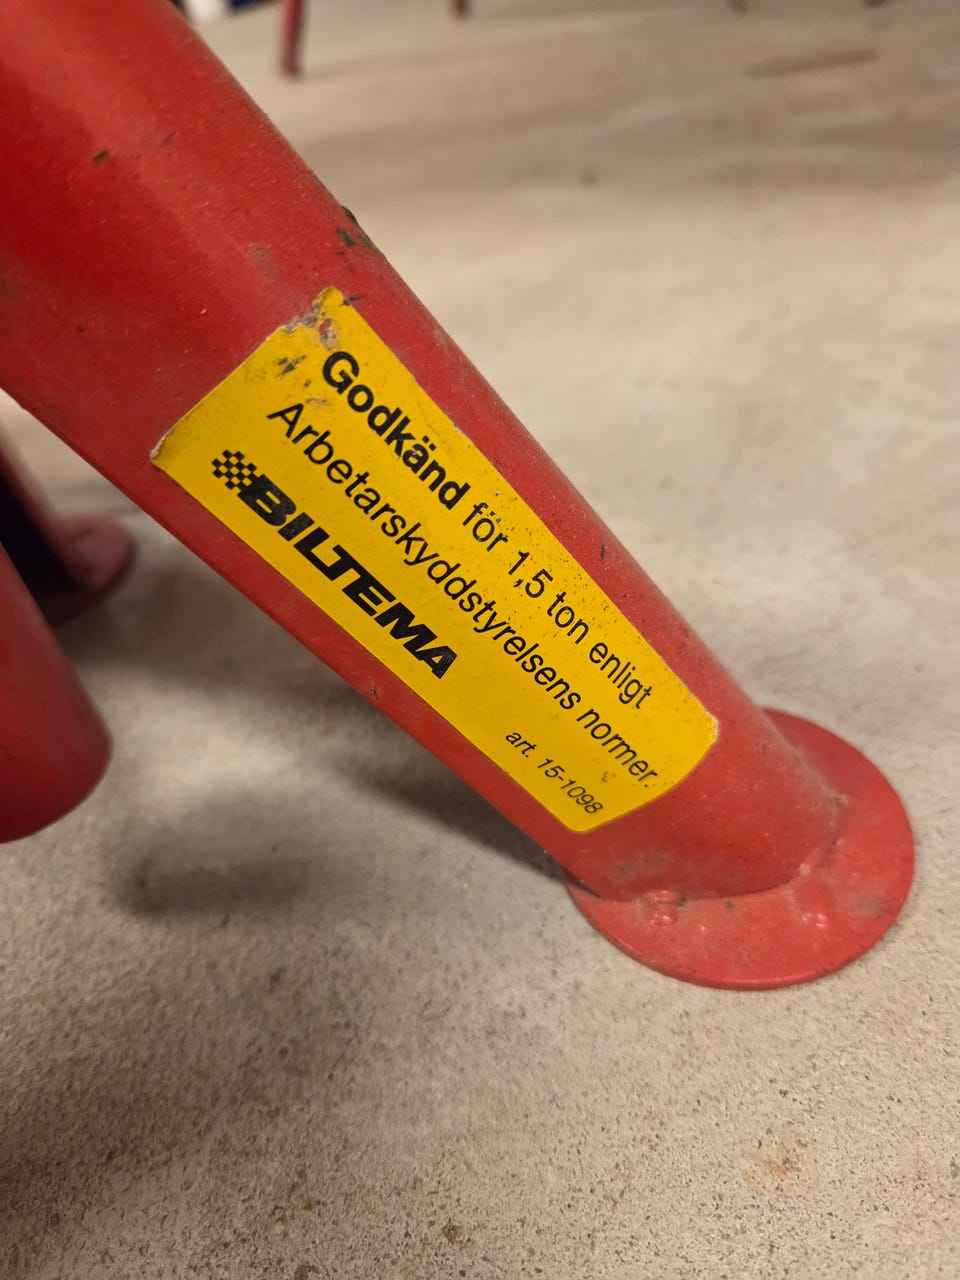 Godkänd för 1,5 ton enligt
Arbetarskyddstyrelsens normer.
BILTEMA
art. 15-1098